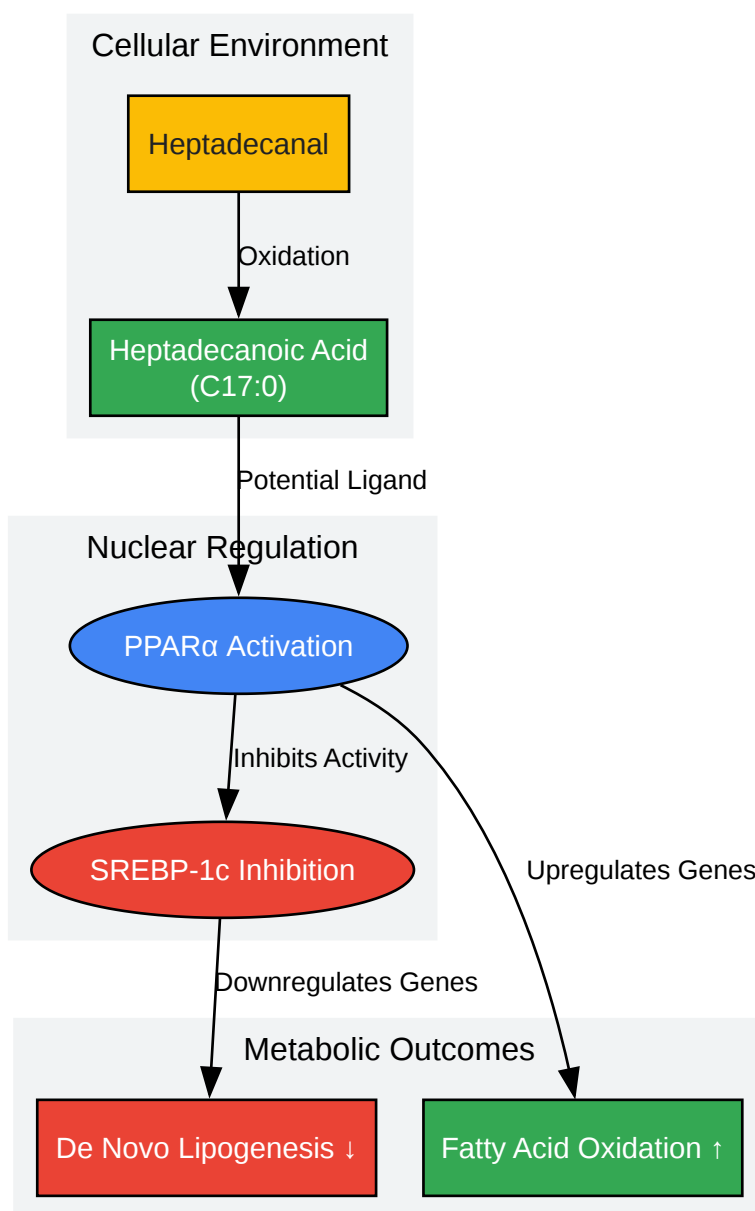 Cellular Environment
Heptadecanal
Oxidation
Heptadecanoic Acid
(C17:0)
Potential Ligand
Nuclear Regulation
PPARα Activation
Inhibits Activity
SREBP-1c Inhibition
Upregulates Genes
Downregulates Genes
Metabolic Outcomes
De Novo Lipogenesis ↓
Fatty Acid Oxidation ↑